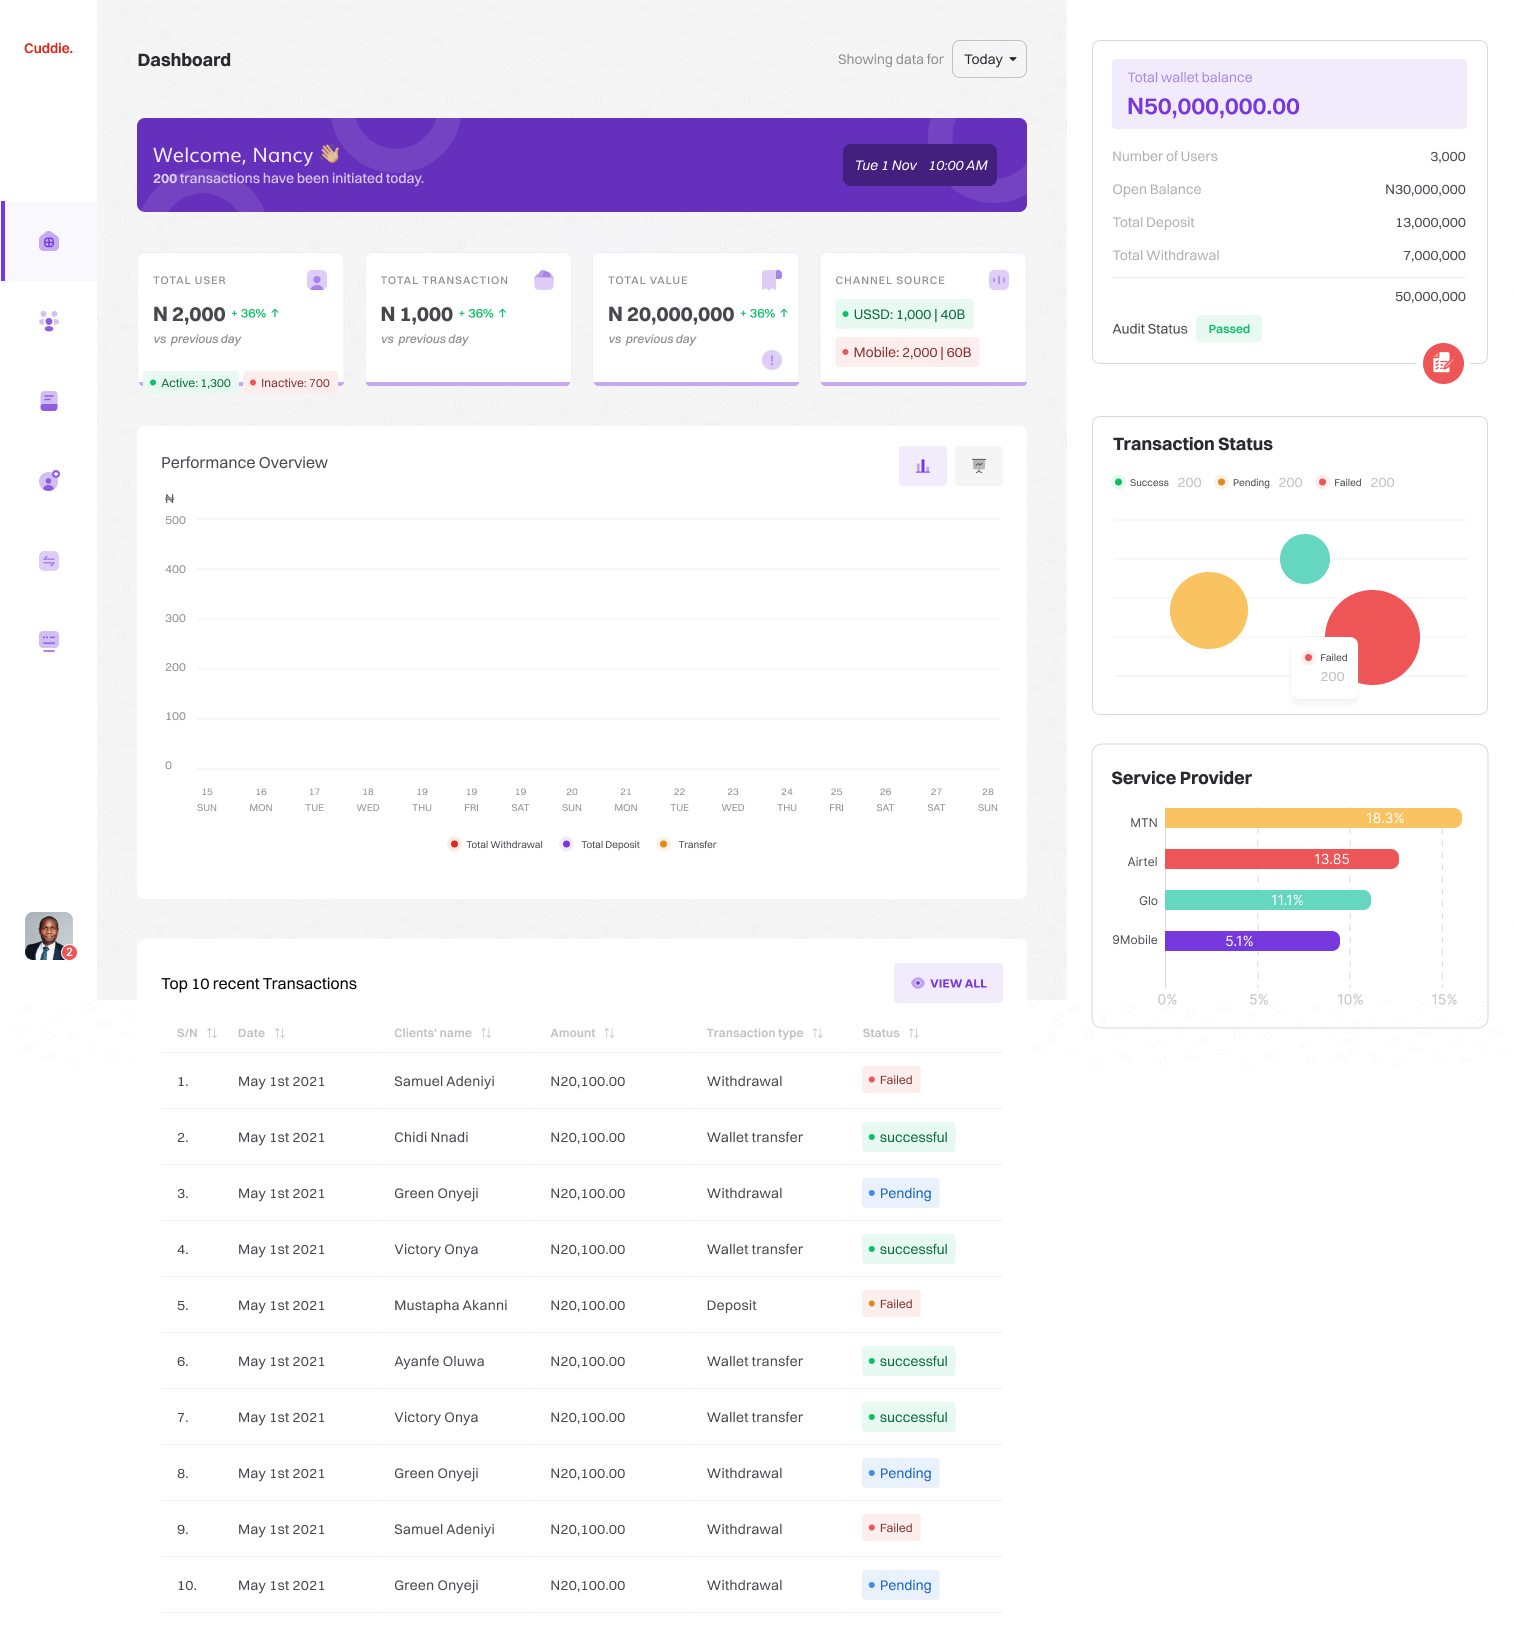 Cuddie.
Dashboard
Showing data for Today
Welcome, Nancy 👋
200 transactions have been initiated today.
Tue 1 Nov 10:00 AM
TOTAL USER
N 2,000 + 36% ↑
vs previous day
Active: 1,300 Inactive: 700
TOTAL TRANSACTION
N 1,000 + 36% ↑
vs previous day
TOTAL VALUE
N 20,000,000 + 36% ↑
vs previous day
CHANNEL SOURCE
USSD: 1,000 | 40B
Mobile: 2,000 | 60B
Performance Overview
₦
500
400
300
200
100
0
15 16 17 18 19 19 19 20 21 22 23 24 25 26 27 28
SUN MON TUE WED THU FRI SAT SUN MON TUE WED THU FRI SAT SAT SUN
Total Withdrawal Total Deposit Transfer
Top 10 recent Transactions
VIEW ALL
S/N Date Clients' name Amount Transaction type Status
1. May 1st 2021 Samuel Adeniyi N20,100.00 Withdrawal Failed
2. May 1st 2021 Chidi Nnadi N20,100.00 Wallet transfer successful
3. May 1st 2021 Green Onyeji N20,100.00 Withdrawal Pending
4. May 1st 2021 Victory Onya N20,100.00 Wallet transfer successful
5. May 1st 2021 Mustapha Akanni N20,100.00 Deposit Failed
6. May 1st 2021 Ayanfe Oluwa N20,100.00 Wallet transfer successful
7. May 1st 2021 Victory Onya N20,100.00 Wallet transfer successful
8. May 1st 2021 Green Onyeji N20,100.00 Withdrawal Pending
9. May 1st 2021 Samuel Adeniyi N20,100.00 Withdrawal Failed
10. May 1st 2021 Green Onyeji N20,100.00 Withdrawal Pending
2
Total wallet balance
N50,000,000.00
Number of Users 3,000
Open Balance N30,000,000
Total Deposit 13,000,000
Total Withdrawal 7,000,000
50,000,000
Audit Status Passed
Transaction Status
Success 200 Pending 200 Failed 200
Failed
200
Service Provider
MTN 18.3%
Airtel 13.85
Glo 11.1%
9Mobile 5.1%
0% 5% 10% 15%